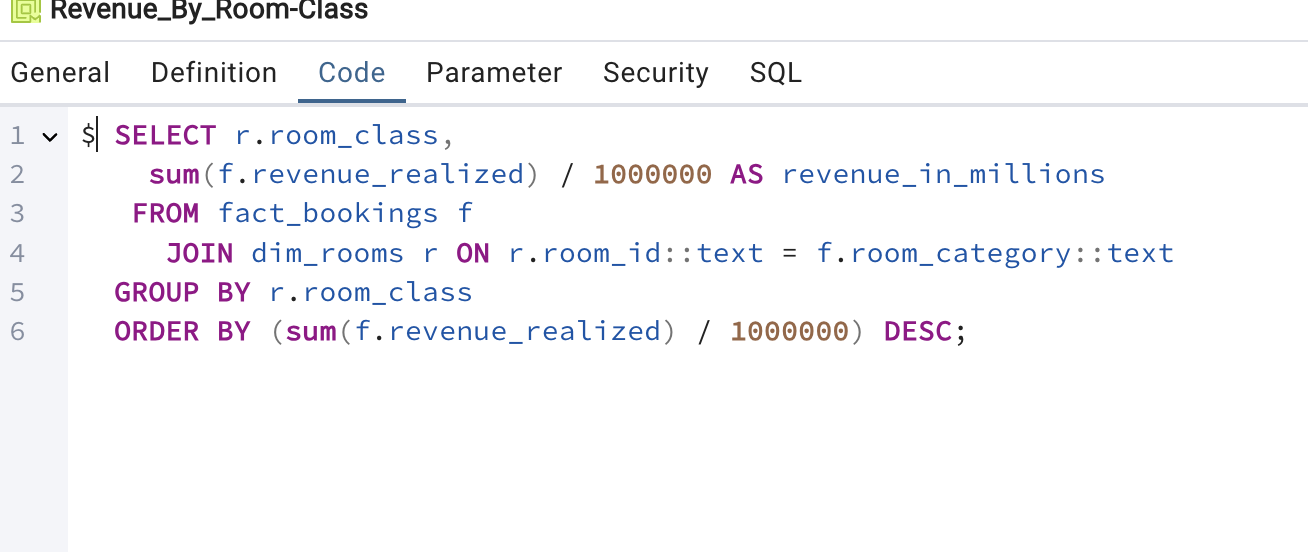 Revenue_By_Room-Class
General Definition Code Parameter Security SQL
1 $ SELECT r.room_class,
2 sum(f.revenue_realized) / 1000000 AS revenue_in_millions
3 FROM fact_bookings f
4 JOIN dim_rooms r ON r.room_id::text = f.room_category::text
5 GROUP BY r.room_class
6 ORDER BY (sum(f.revenue_realized) / 1000000) DESC;